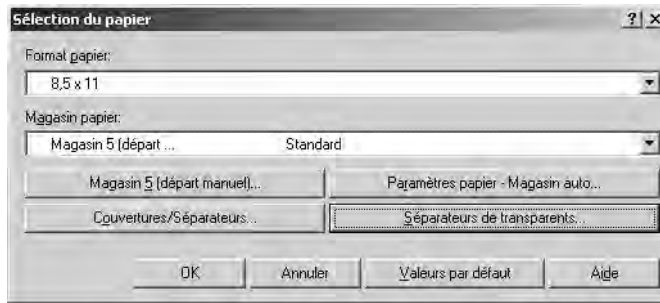 Sélection du papier
Format papier:
8,5 x 11
Magasin papier:
Magasin 5 (départ ... Standard
Magasin 5 (départ manuel)... Paramètres papier - Magasin auto...
Couvertures/Séparateurs... Séparateurs de transparents...
OK Annuler Valeurs par défaut Aide